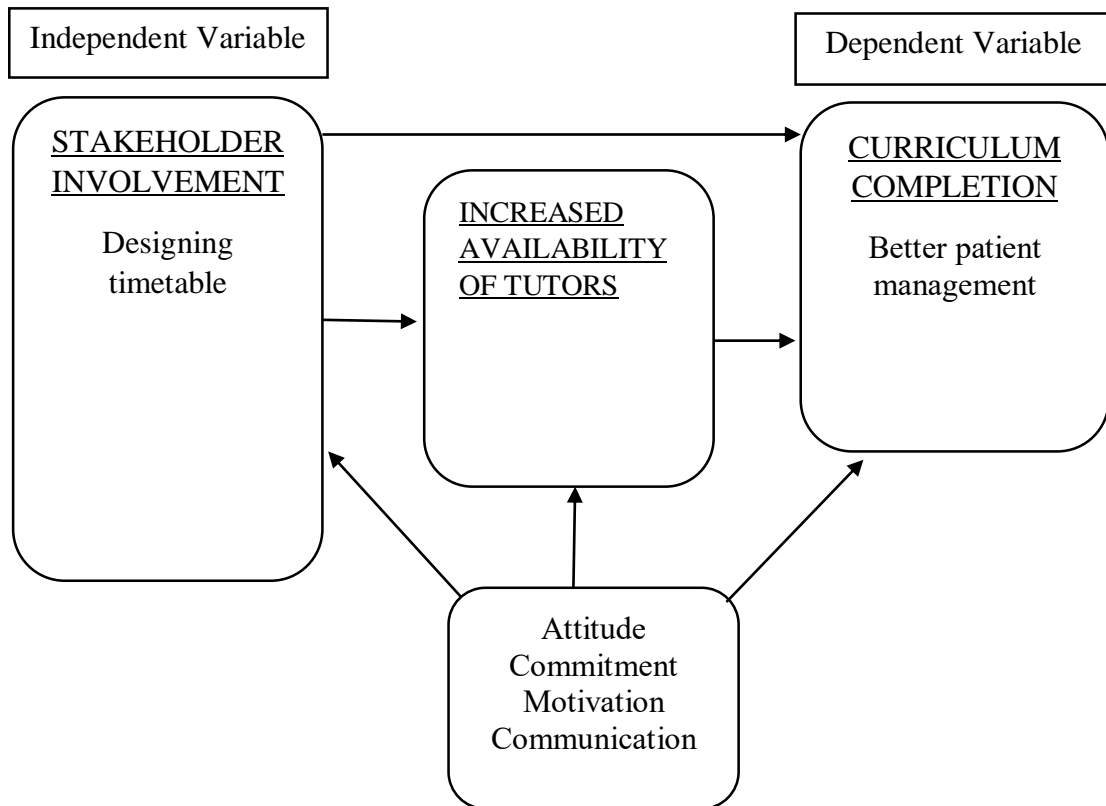 Independent Variable
Dependent Variable
STAKEHOLDER
INVOLVEMENT
Designing
timetable
INCREASED
AVAILABILITY
OF TUTORS
CURRICULUM
COMPLETION
Better patient
management
Attitude
Commitment
Motivation
Communication